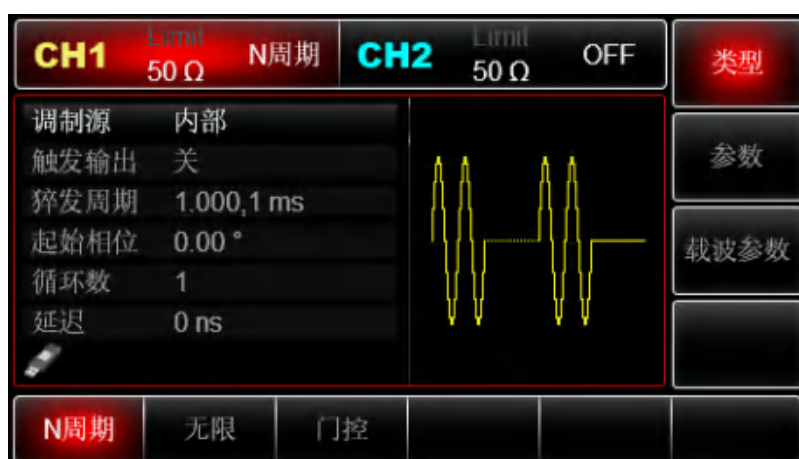 CH1 Limit 50 Ω N周期 CH2 Limit 50 Ω OFF 类型
调制源 内部
触发输出 关
猝发周期 1.000,1 ms
起始相位 0.00 °
循环数 1
延迟 0 ns
参数
载波参数
N周期 无限 门控